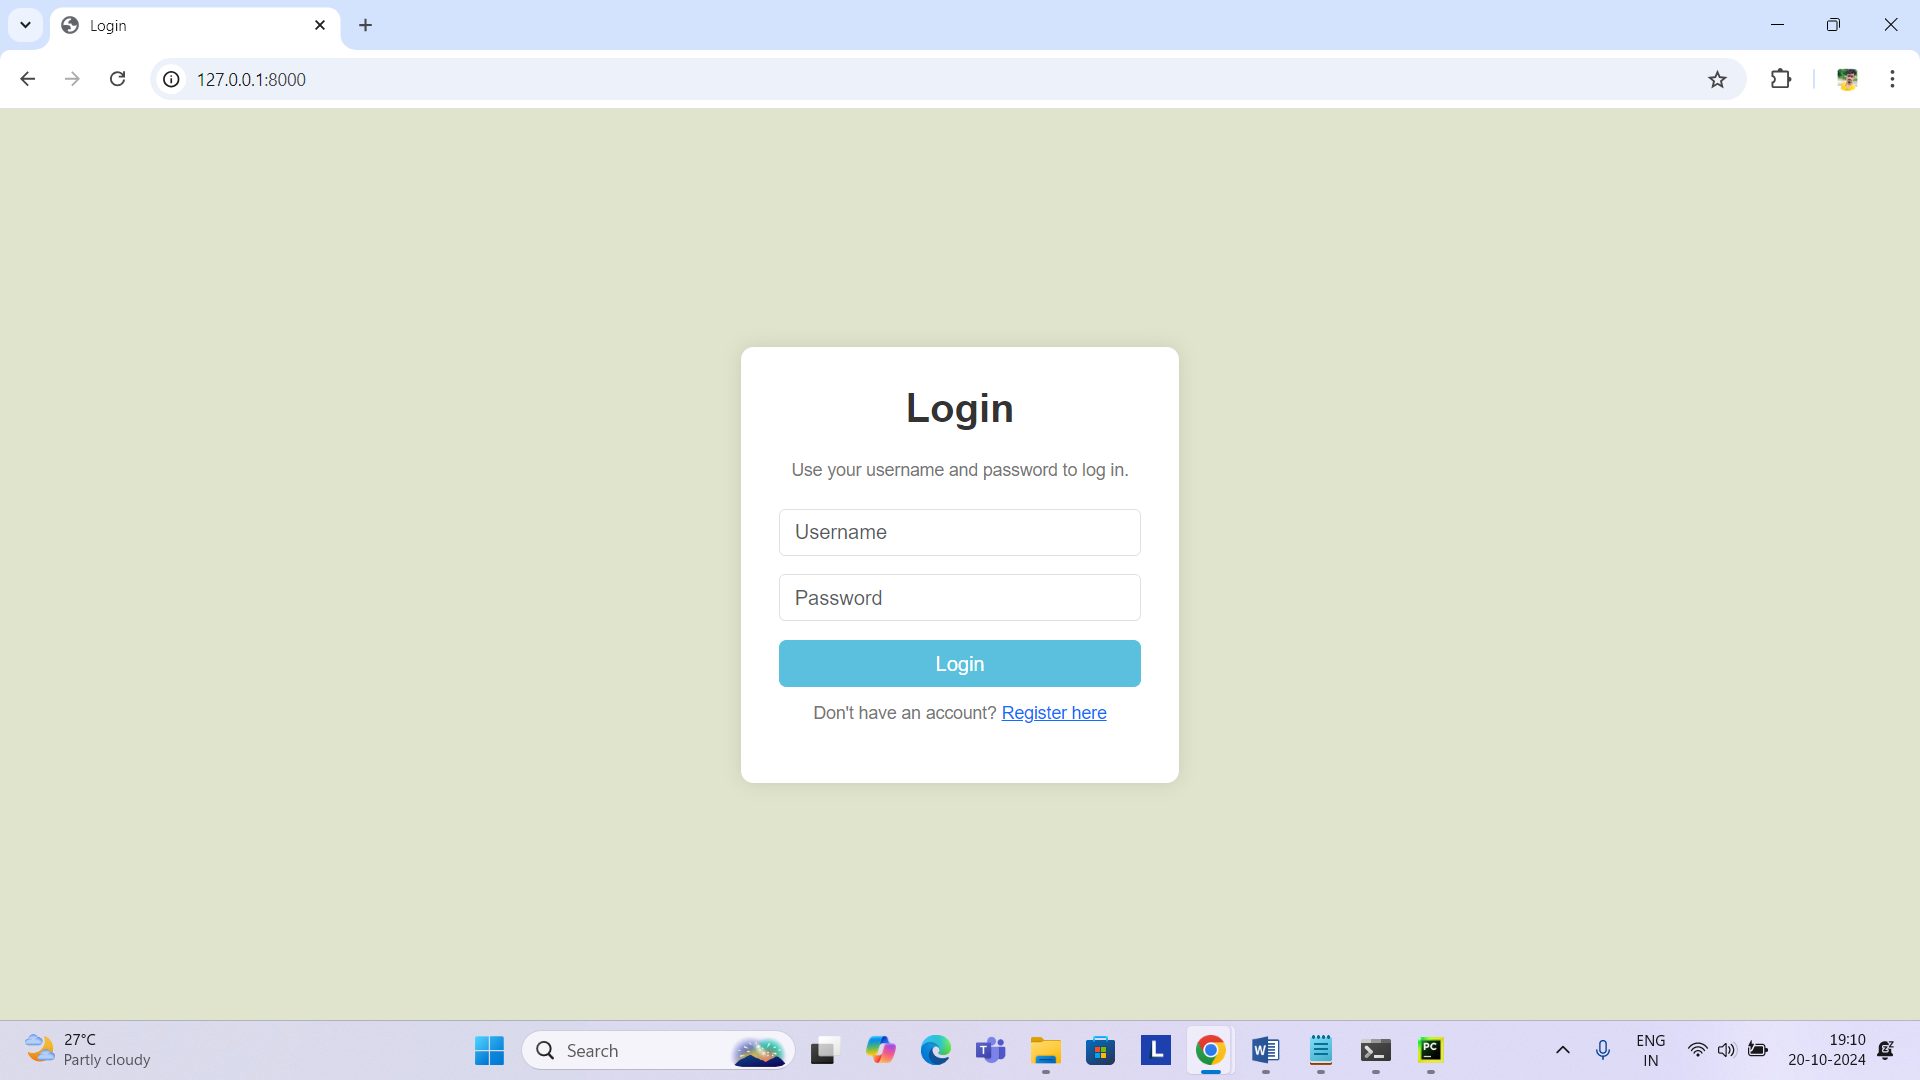 Login
127.0.0.1:8000
Login
Use your username and password to log in.
Username
Password
Login
Don't have an account? Register here
27°C
Partly cloudy
Search
L
W
PC
ENG
IN
19:10
20-10-2024